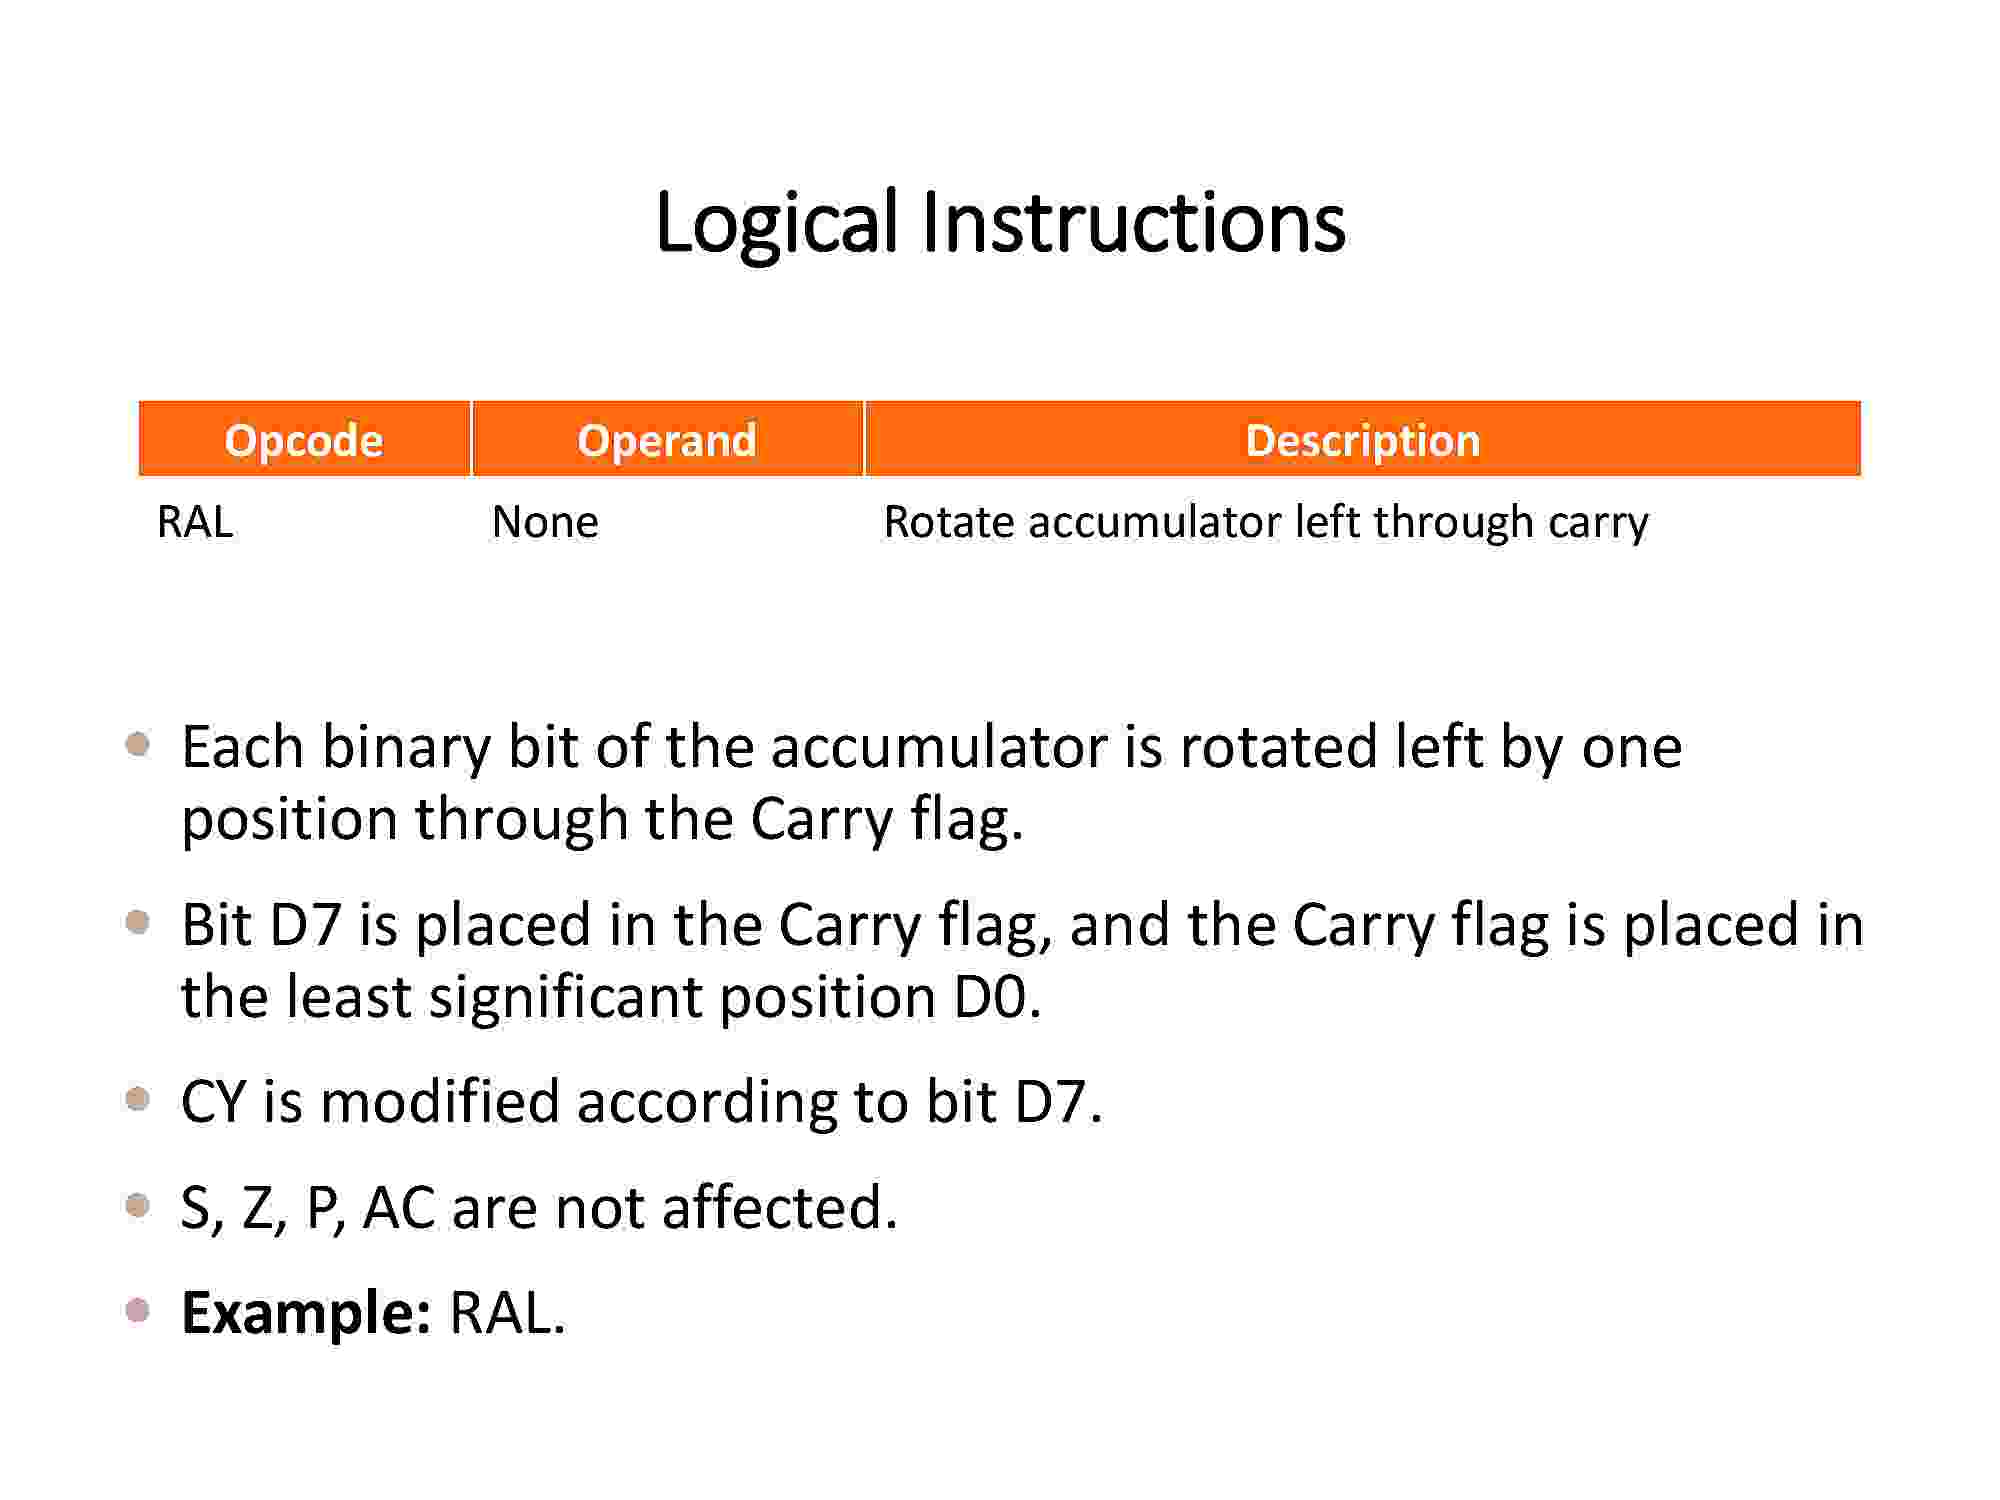 Logical Instructions
Opcode Operand Description
RAL None Rotate accumulator left through carry
• Each binary bit of the accumulator is rotated left by one
position through the Carry flag.
• Bit D7 is placed in the Carry flag, and the Carry flag is placed in
the least significant position D0.
• CY is modified according to bit D7.
• S, Z, P, AC are not affected.
• Example: RAL.